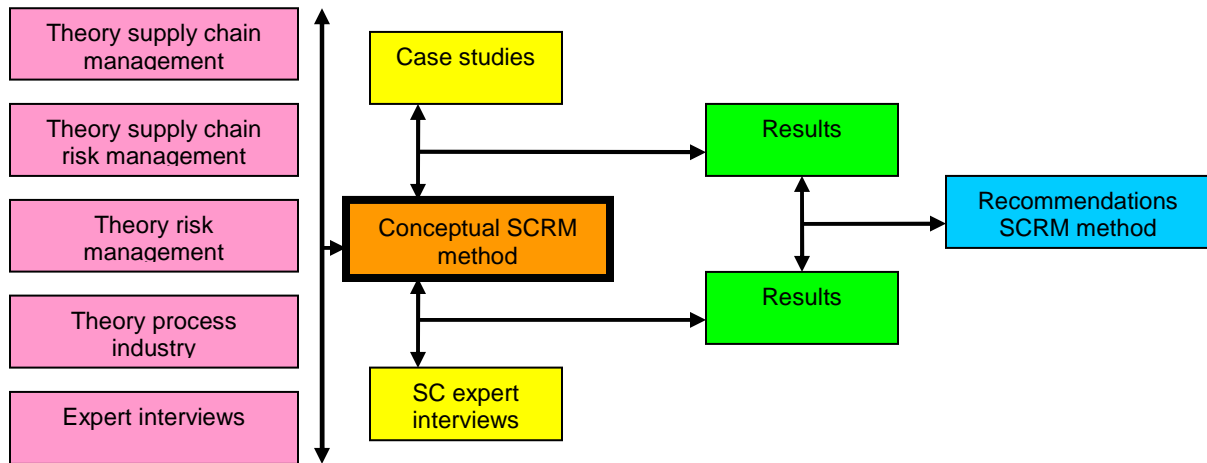 Theory supply chain
management
Theory supply chain
risk management
Theory risk
management
Theory process
industry
Expert interviews
Case studies
Conceptual SCRM
method
SC expert
interviews
Results
Results
Recommendations
SCRM method